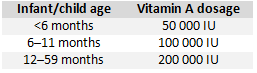 Infant/child age Vitamin A dosage
<6 months 50 000 IU
6–11 months 100 000 IU
12–59 months 200 000 IU